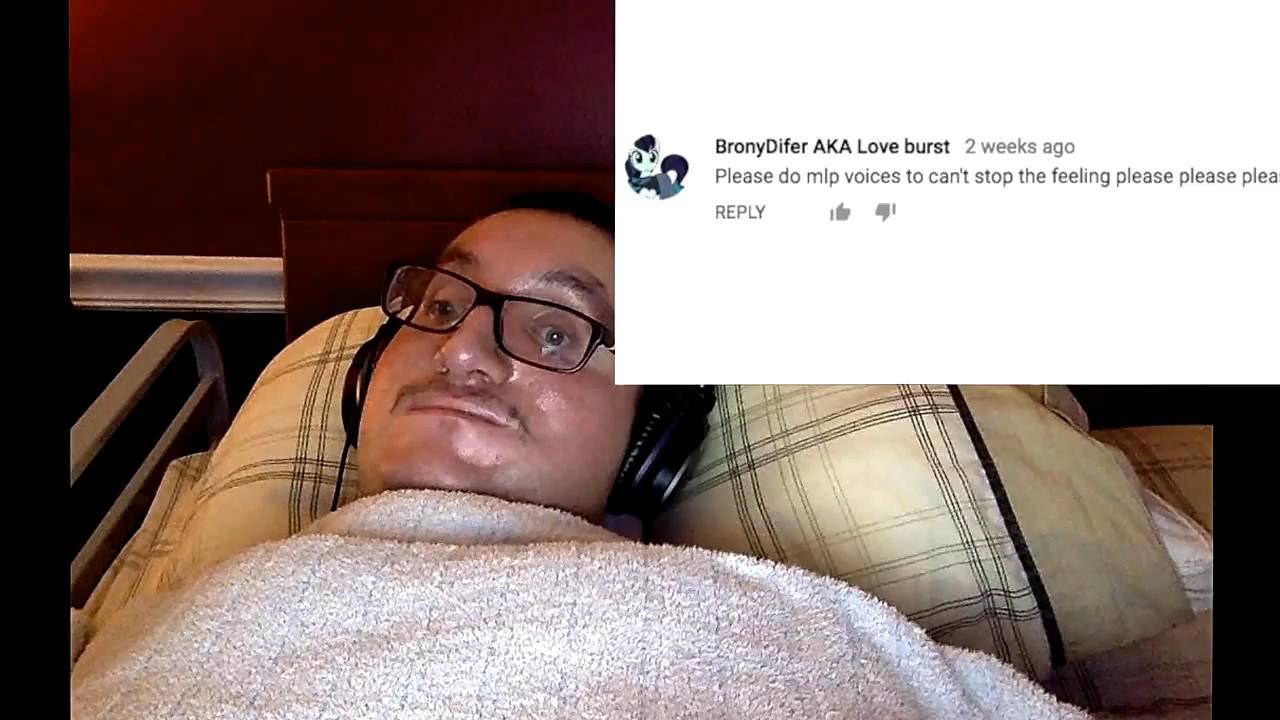 BronyDifer AKA Love burst 2 weeks ago
Please do mlp voices to can't stop the feeling please please pleas
REPLY